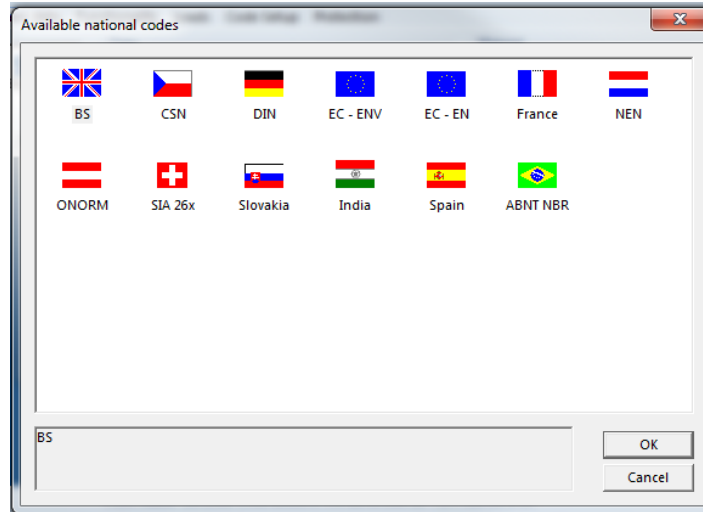 Available national codes
BS CSN DIN EC - ENV EC - EN France NEN
ONORM SIA 26x Slovakia India Spain ABNT NBR
BS
OK
Cancel